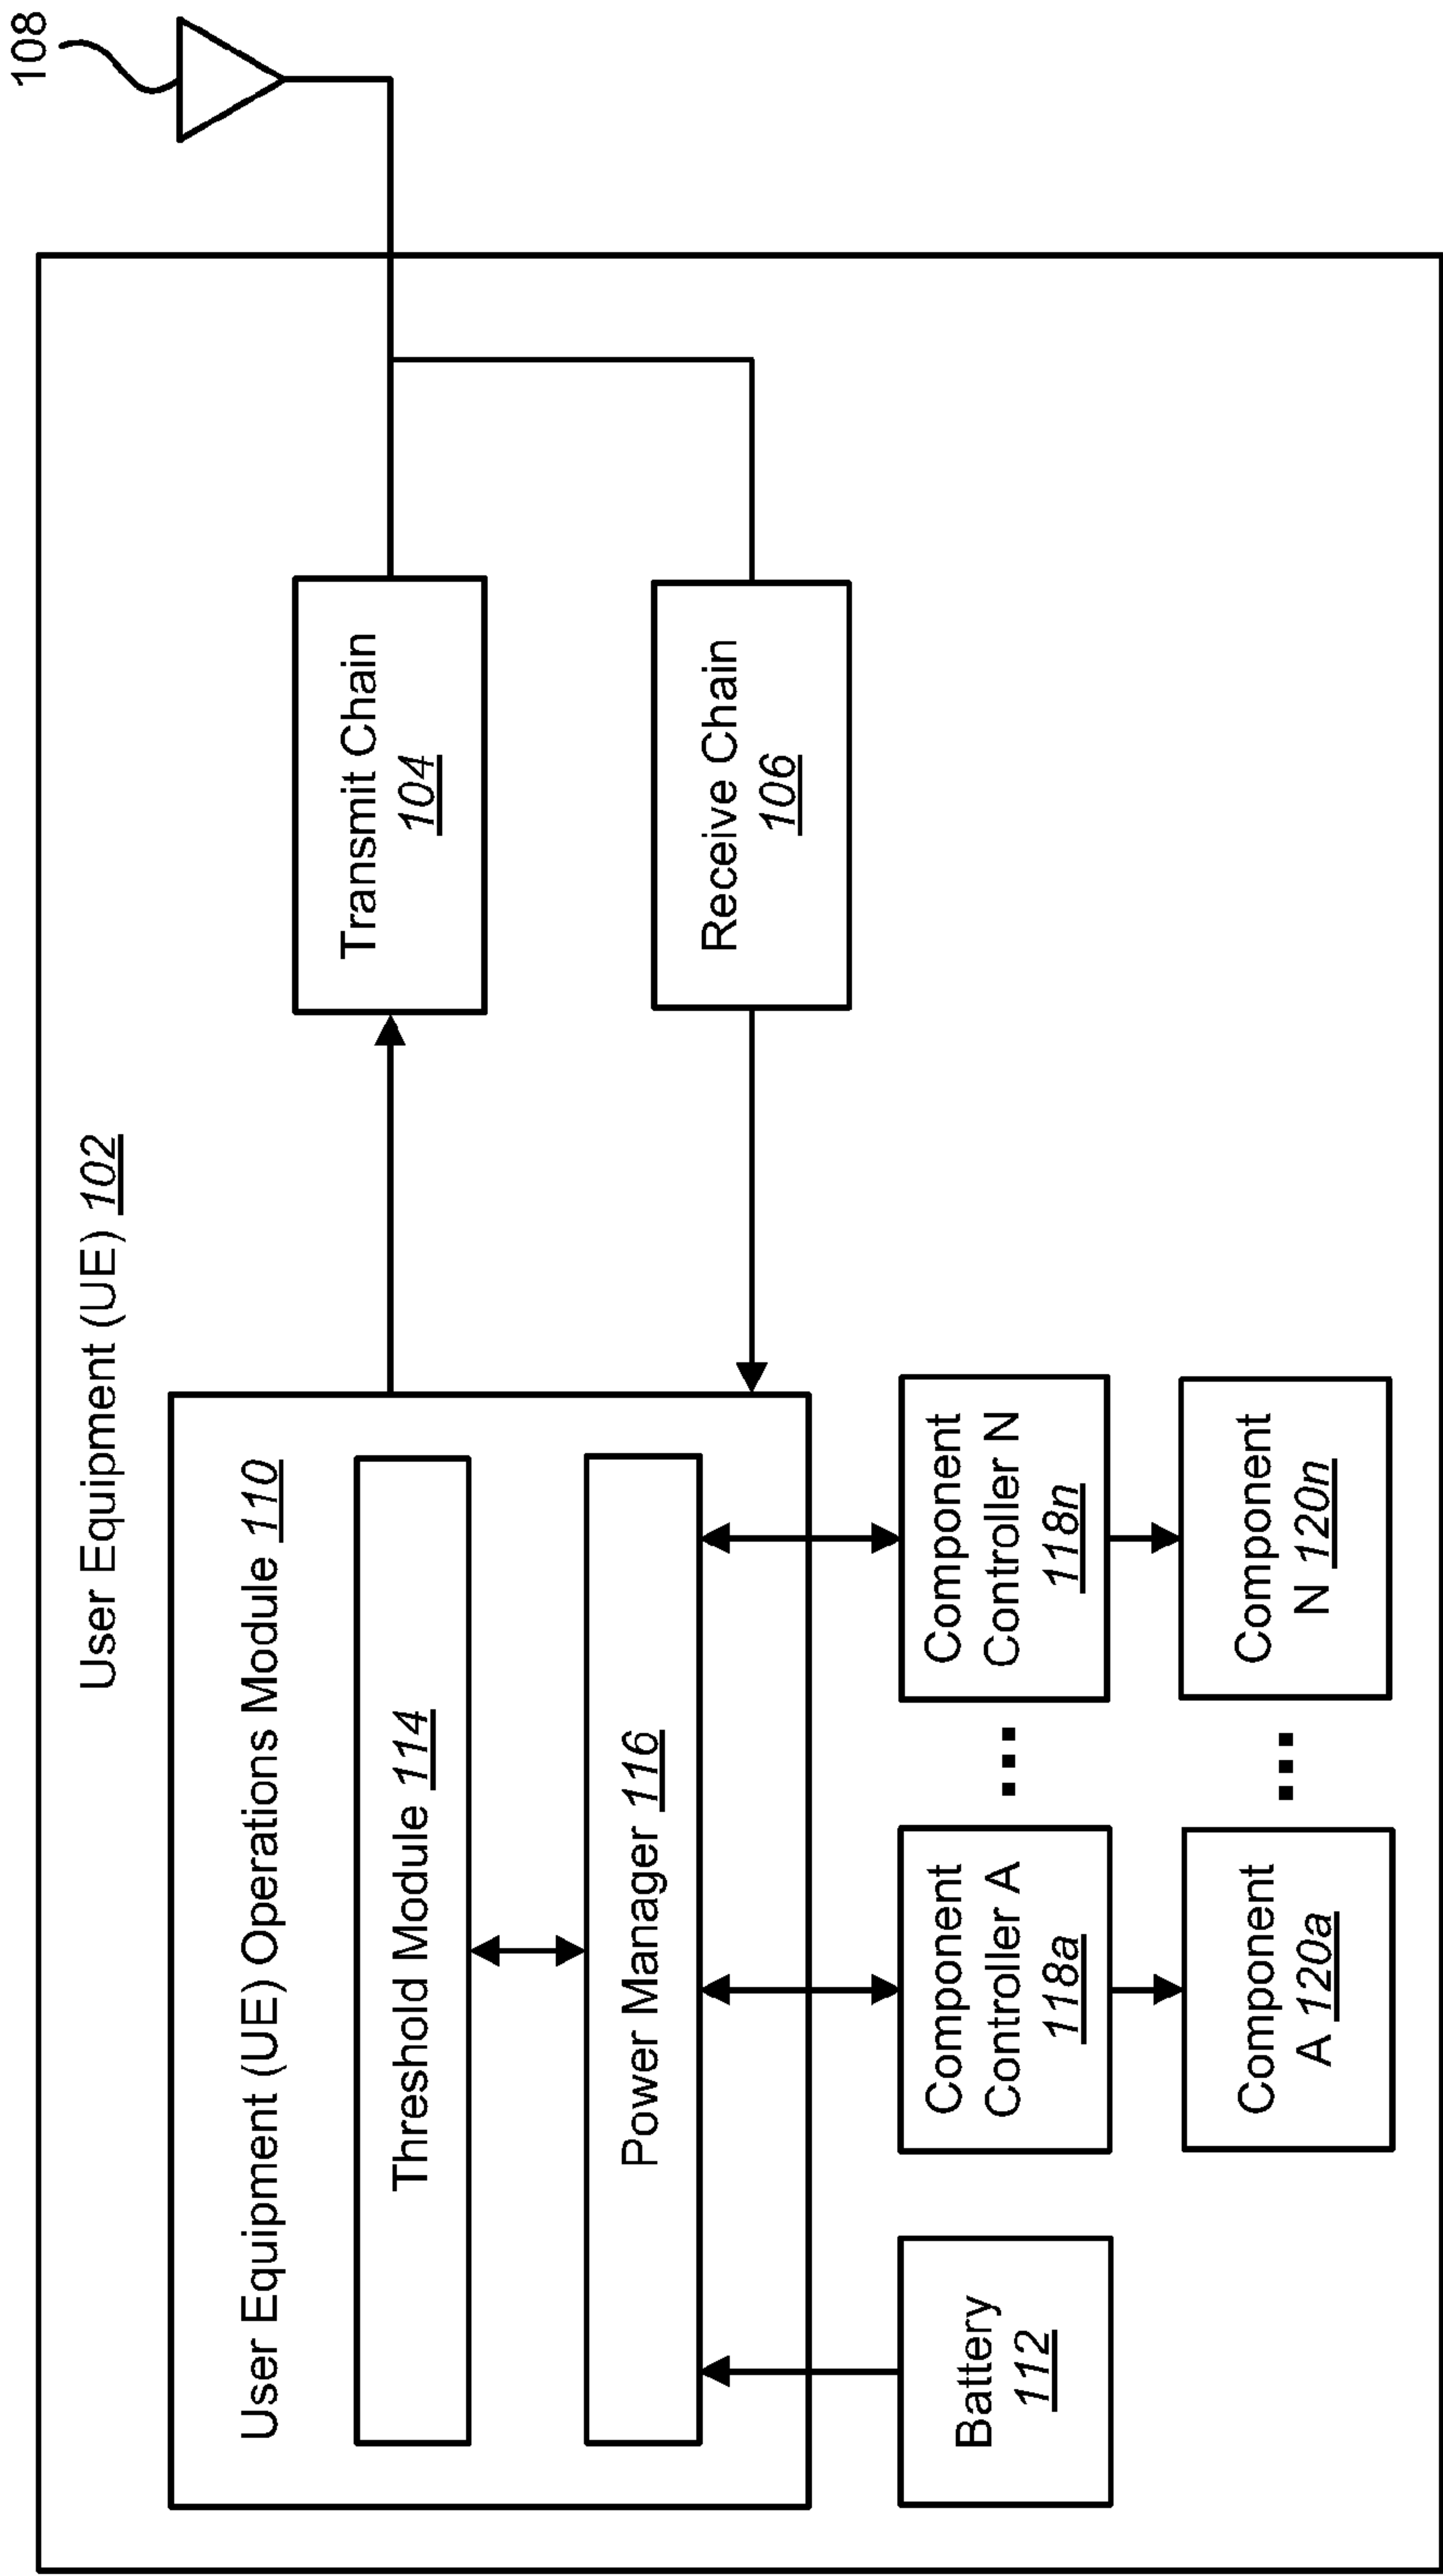 108
User Equipment (UE) 102
User Equipment (UE) Operations Module 110
Threshold Module 114
Power Manager 116
Transmit Chain
104
Receive Chain
106
Battery
112
Component
Controller A
118a
...
Component
Controller N
118n
Component
A 120a
...
Component
N 120n